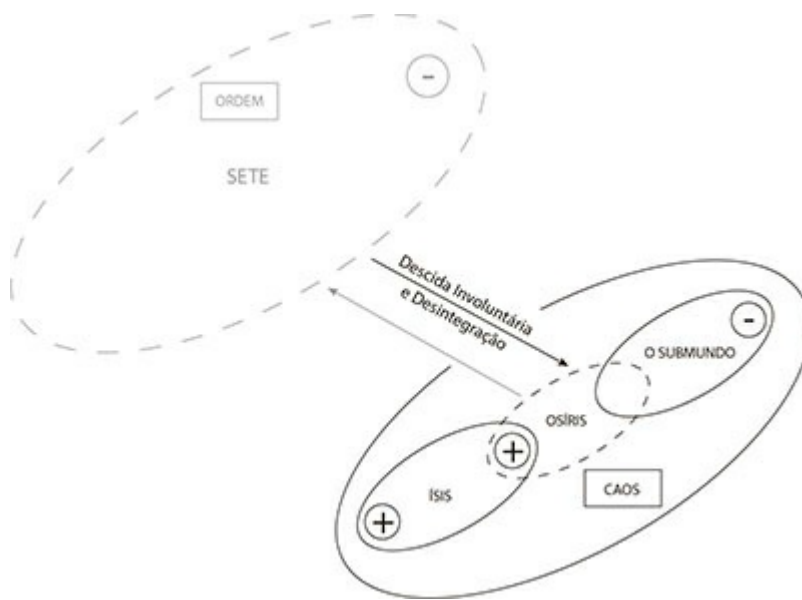 -
ORDEM
SETE
Descida Involuntária
e Desintegração
-
O SUBMUNDO
OSÍRIS
+
ÍSIS
CAOS
+